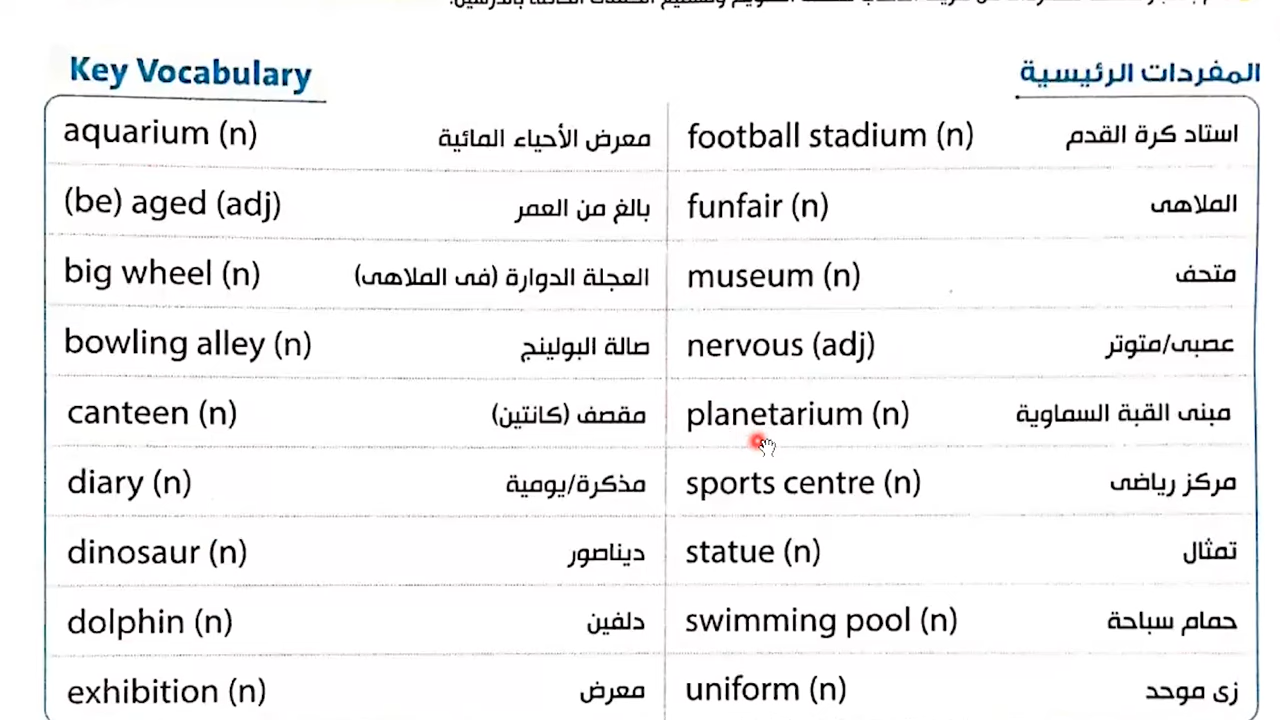 Key Vocabulary المفردات الرئيسية
aquarium (n) معرض الأحياء المائية football stadium (n) استاد كرة القدم
(be) aged (adj) بالغ من العمر funfair (n) الملاهى
big wheel (n) العجلة الدوارة (فى الملاهى) museum (n) متحف
bowling alley (n) صالة البولينج nervous (adj) عصبى/متوتر
canteen (n) مقصف (كانتين) planetarium (n) مبنى القبة السماوية
diary (n) مذكرة/يومية sports centre (n) مركز رياضى
dinosaur (n) ديناصور statue (n) تمثال
dolphin (n) دلفين swimming pool (n) حمام سباحة
exhibition (n) معرض uniform (n) زى موحد